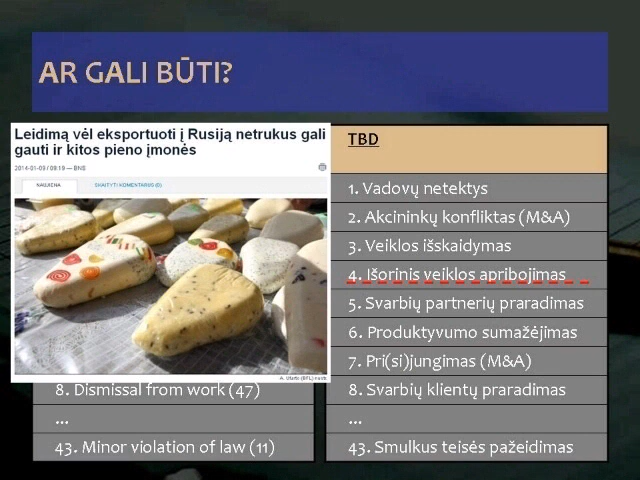 AR GALI BŪTI?
Leidimą vėl eksportuoti į Rusiją netrukus gali
gauti ir kitos pieno įmonės
2014-01-09 / 09:19 — BNS
NAUJIENA
SKAITYTI KOMENTARUS (0)
8. Dismissal from work (47)
...
43. Minor violation of law (11)
TBD
1. Vadovų netektys
2. Akcininkų konfliktas (M&A)
3. Veiklos išskaidymas
4. Išorinis veiklos apribojimas
5. Svarbių partnerių praradimas
6. Produktyvumo sumažėjimas
7. Pri(si)jungimas (M&A)
8. Svarbių klientų praradimas
...
43. Smulkus teisės pažeidimas